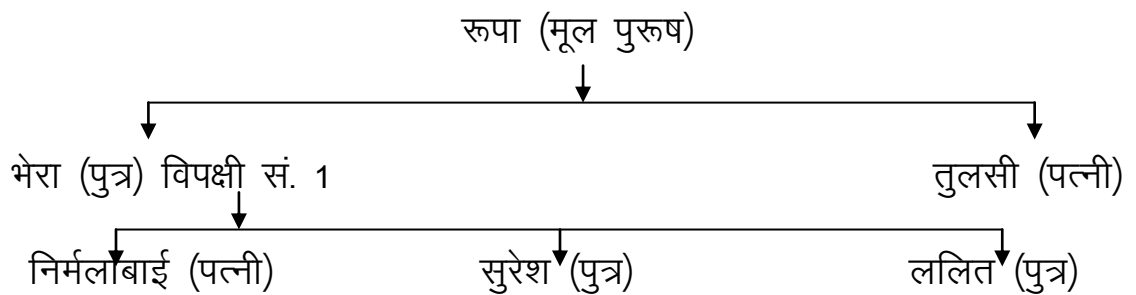 रूपा (मूल पुरूष)
भेरा (पुत्र) विपक्षी सं. 1 तुलसी (पत्नी)
निर्मलाबाई (पत्नी) सुरेश (पुत्र) ललित (पुत्र)